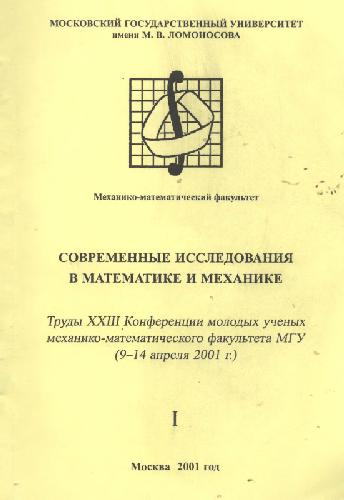 МОСКОВСКИЙ ГОСУДАРСТВЕННЫЙ УНИВЕРСИТЕТ
имени М. В. ЛОМОНОСОВА
Механико-математический факультет
СОВРЕМЕННЫЕ ИССЛЕДОВАНИЯ
В МАТЕМАТИКЕ И МЕХАНИКЕ
Труды XXIII Конференции молодых ученых
механико-математического факультета МГУ
(9–14 апреля 2001 г.)
I
Москва 2001 год